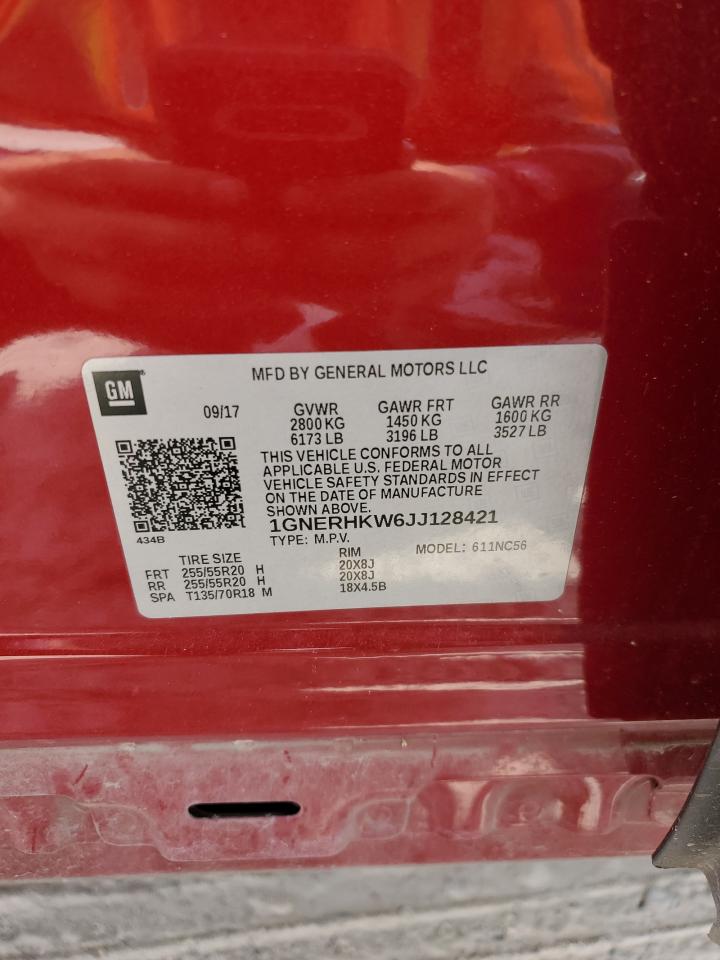 GM
MFD BY GENERAL MOTORS LLC
09/17 GVWR GAWR FRT GAWR RR
2800 KG 1450 KG 1600 KG
6173 LB 3196 LB 3527 LB
THIS VEHICLE CONFORMS TO ALL
APPLICABLE U.S. FEDERAL MOTOR
VEHICLE SAFETY STANDARDS IN EFFECT
ON THE DATE OF MANUFACTURE
SHOWN ABOVE.
1GNERHKW6JJ128421
434B
TYPE: M.P.V. MODEL: 611NC56
TIRE SIZE RIM
FRT 255/55R20 H 20X8J
RR 255/55R20 H 20X8J
SPA T135/70R18 M 18X4.5B